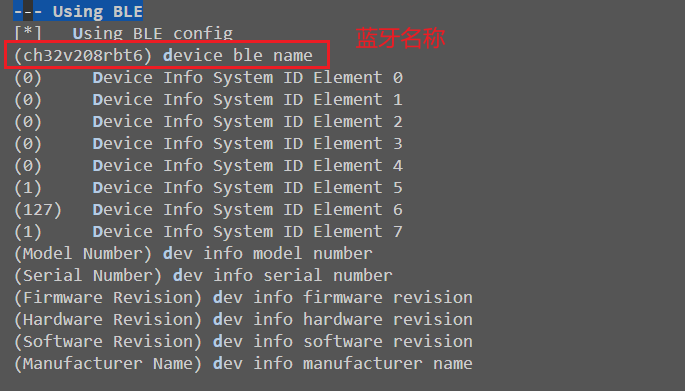 --- Using BLE
[*]   Using BLE config
蓝牙名称
(ch32v208rbt6) device ble name
(0)     Device Info System ID Element 0
(0)     Device Info System ID Element 1
(0)     Device Info System ID Element 2
(0)     Device Info System ID Element 3
(0)     Device Info System ID Element 4
(1)     Device Info System ID Element 5
(127)   Device Info System ID Element 6
(1)     Device Info System ID Element 7
(Model Number) dev info model number
(Serial Number) dev info serial number
(Firmware Revision) dev info firmware revision
(Hardware Revision) dev info hardware revision
(Software Revision) dev info software revision
(Manufacturer Name) dev info manufacturer name